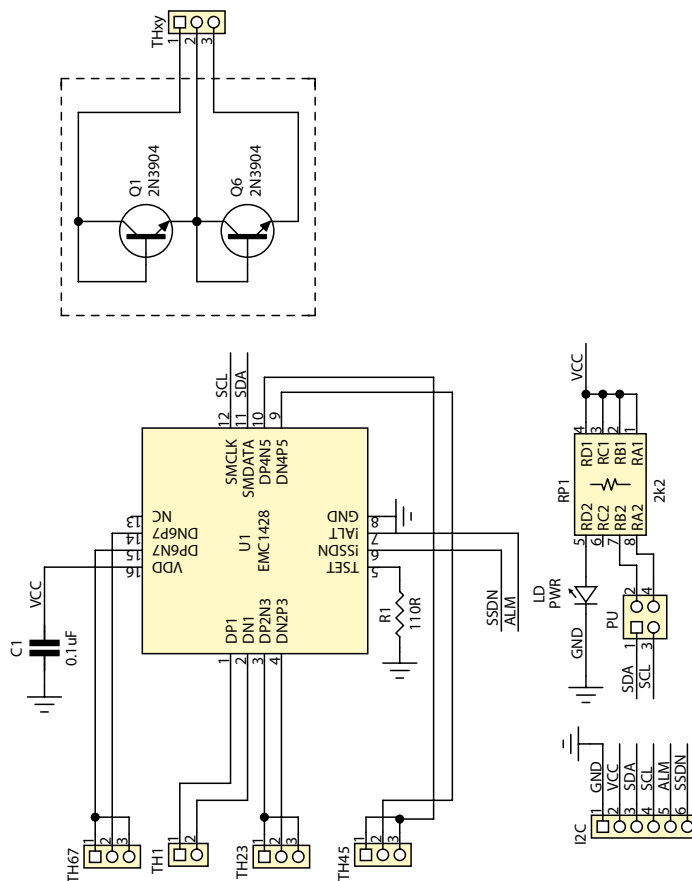 THxy
1
2
3
Q1
2N3904
Q6
2N3904
SCL
SDA
12
11
10
9
SMCLK
SMDATA
DP4N5
DN4P5
VCC
C1
0.1uF
16
15
14
13
VDD
DP6N7
DN6P7
NC
U1
EMC1428
GND
iALT
iSSDN
TSET
8
7
6
5
DP1
DN1
DP2N3
DN2P3
1
2
3
4
R1
110R
SSDN
ALM
TH67
1
2
3
TH1
1
2
TH23
1
2
3
TH45
1
2
3
VCC
4
3
2
1
RD1
RC1
RB1
RA1
RP1
2k2
RD2
RC2
RB2
RA2
5
6
7
8
LD
PWR
GND
PU
2
4
1
3
SDA
SCL
GND
VCC
SDA
SCL
ALM
SSDN
1
2
3
4
5
6
I2C